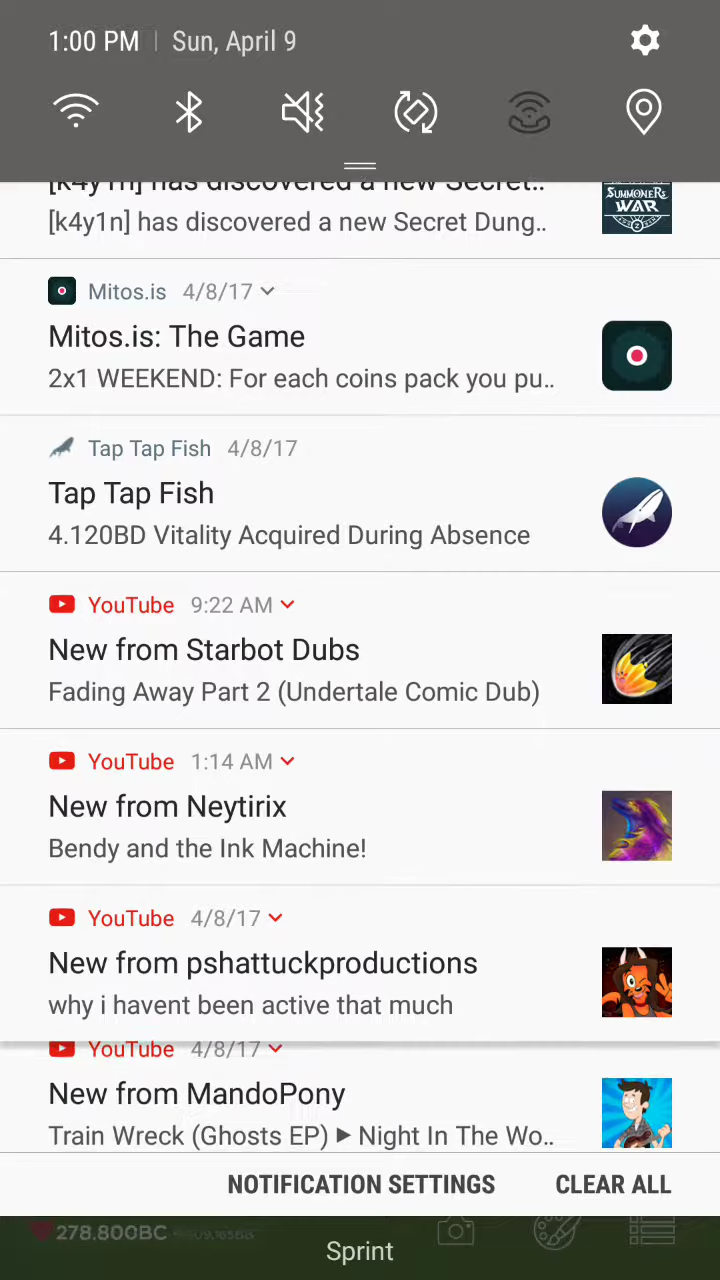 1:00 PM | Sun, April 9
[k4y1n] has discovered a new Secret..
[k4y1n] has discovered a new Secret Dung..
SUMMONERS
WAR
Mitos.is 4/8/17
Mitos.is: The Game
2x1 WEEKEND: For each coins pack you pu..
Tap Tap Fish 4/8/17
Tap Tap Fish
4.120BD Vitality Acquired During Absence
YouTube 9:22 AM
New from Starbot Dubs
Fading Away Part 2 (Undertale Comic Dub)
YouTube 1:14 AM
New from Neytirix
Bendy and the Ink Machine!
YouTube 4/8/17
New from pshattuckproductions
why i havent been active that much
YouTube 4/8/17
New from MandoPony
Train Wreck (Ghosts EP) ▶ Night In The Wo..
NOTIFICATION SETTINGS CLEAR ALL
278.800BC
Sprint